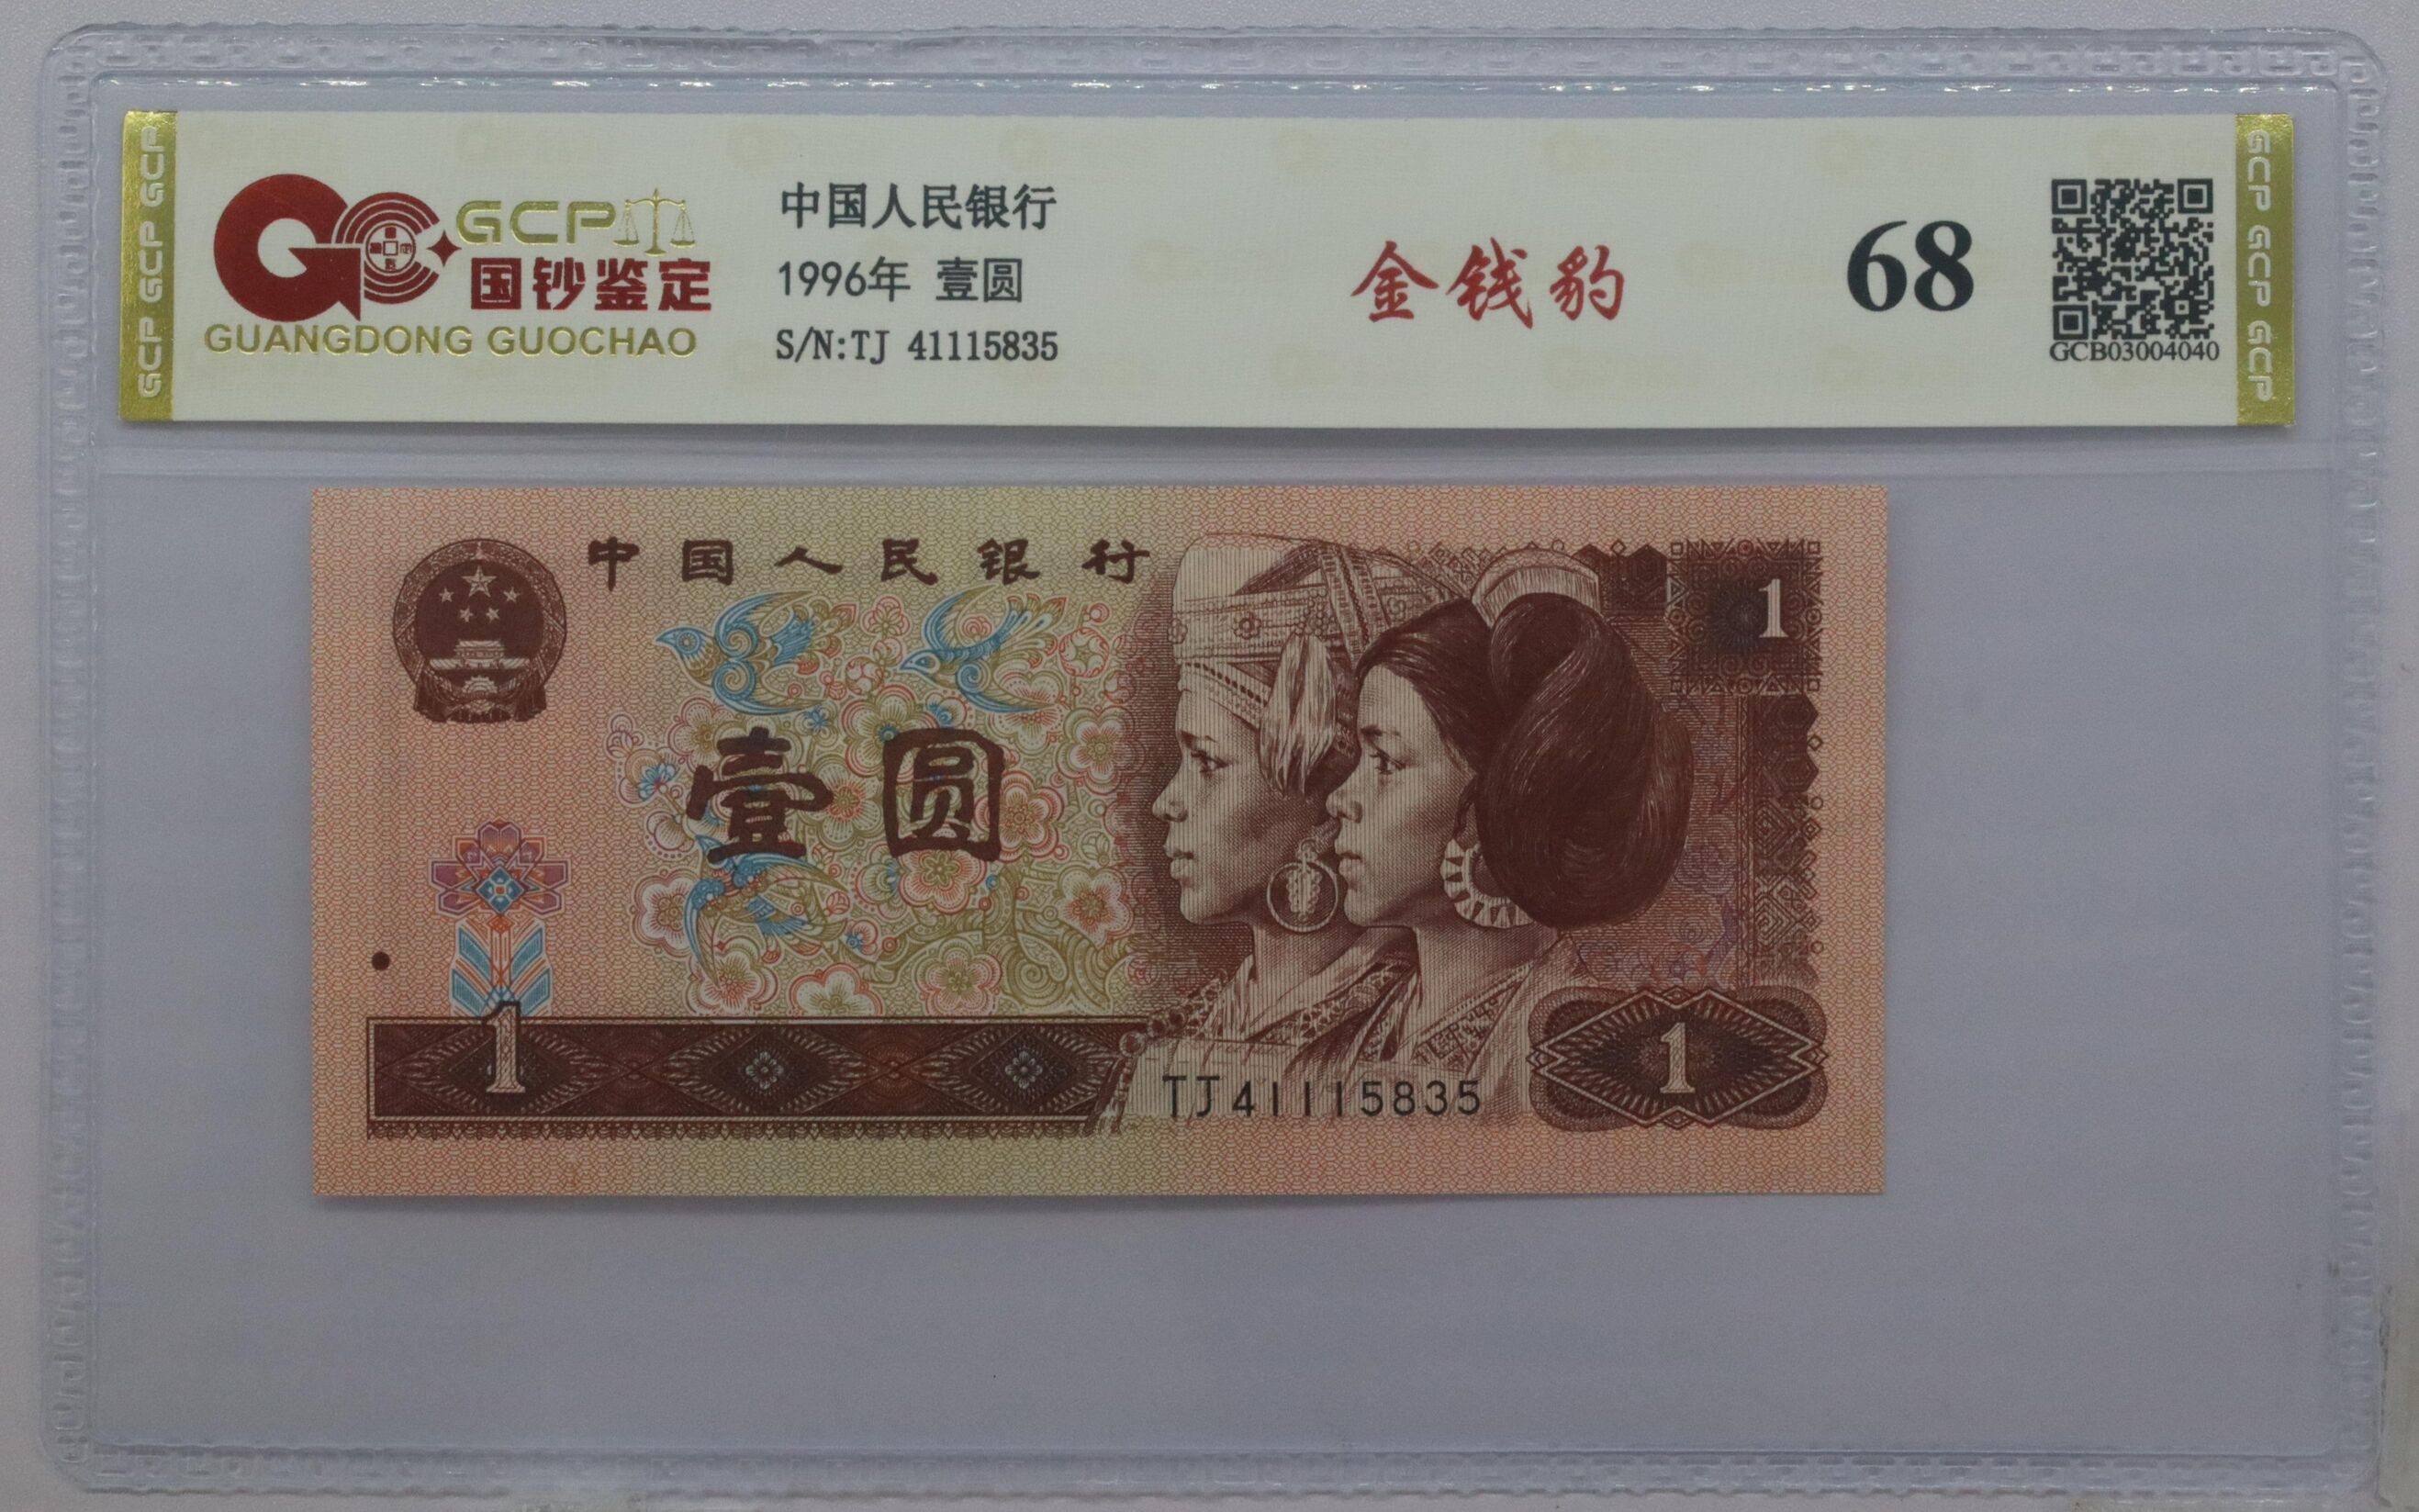 GCP GCP GCP
GCP
国钞鉴定
GUANGDONG GUOCHAO
中国人民银行
1996年 壹圆
S/N:TJ 41115835
金钱豹
68
GCB03004040
GCP GCP GCP
中国人民银行
1
壹圆
1
1
TJ41115835